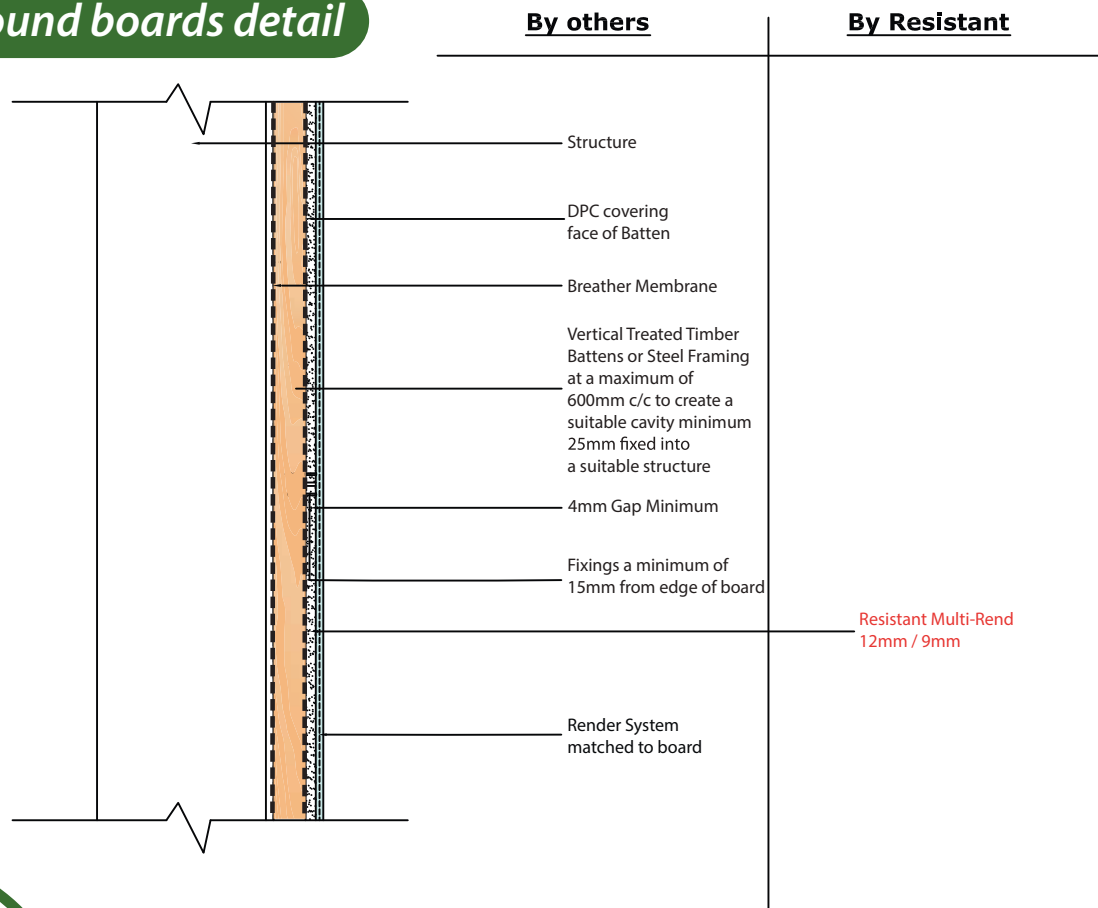 ound boards detail
By others
By Resistant
Structure
DPC covering
face of Batten
Breather Membrane
Vertical Treated Timber
Battens or Steel Framing
at a maximum of
600mm c/c to create a
suitable cavity minimum
25mm fixed into
a suitable structure
4mm Gap Minimum
Fixings a minimum of
15mm from edge of board
Resistant Multi-Rend
12mm / 9mm
Render System
matched to board